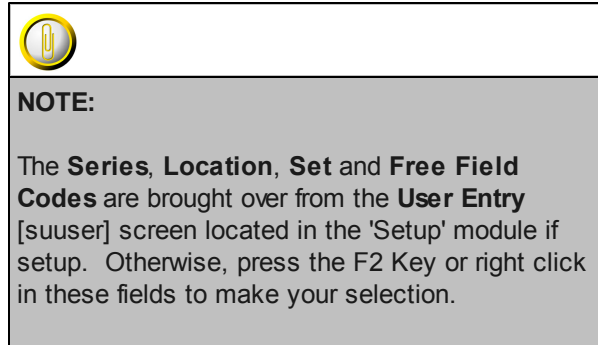 NOTE:
The Series, Location, Set and Free Field
Codes are brought over from the User Entry
[suuser] screen located in the 'Setup' module if
setup.  Otherwise, press the F2 Key or right click
in these fields to make your selection.